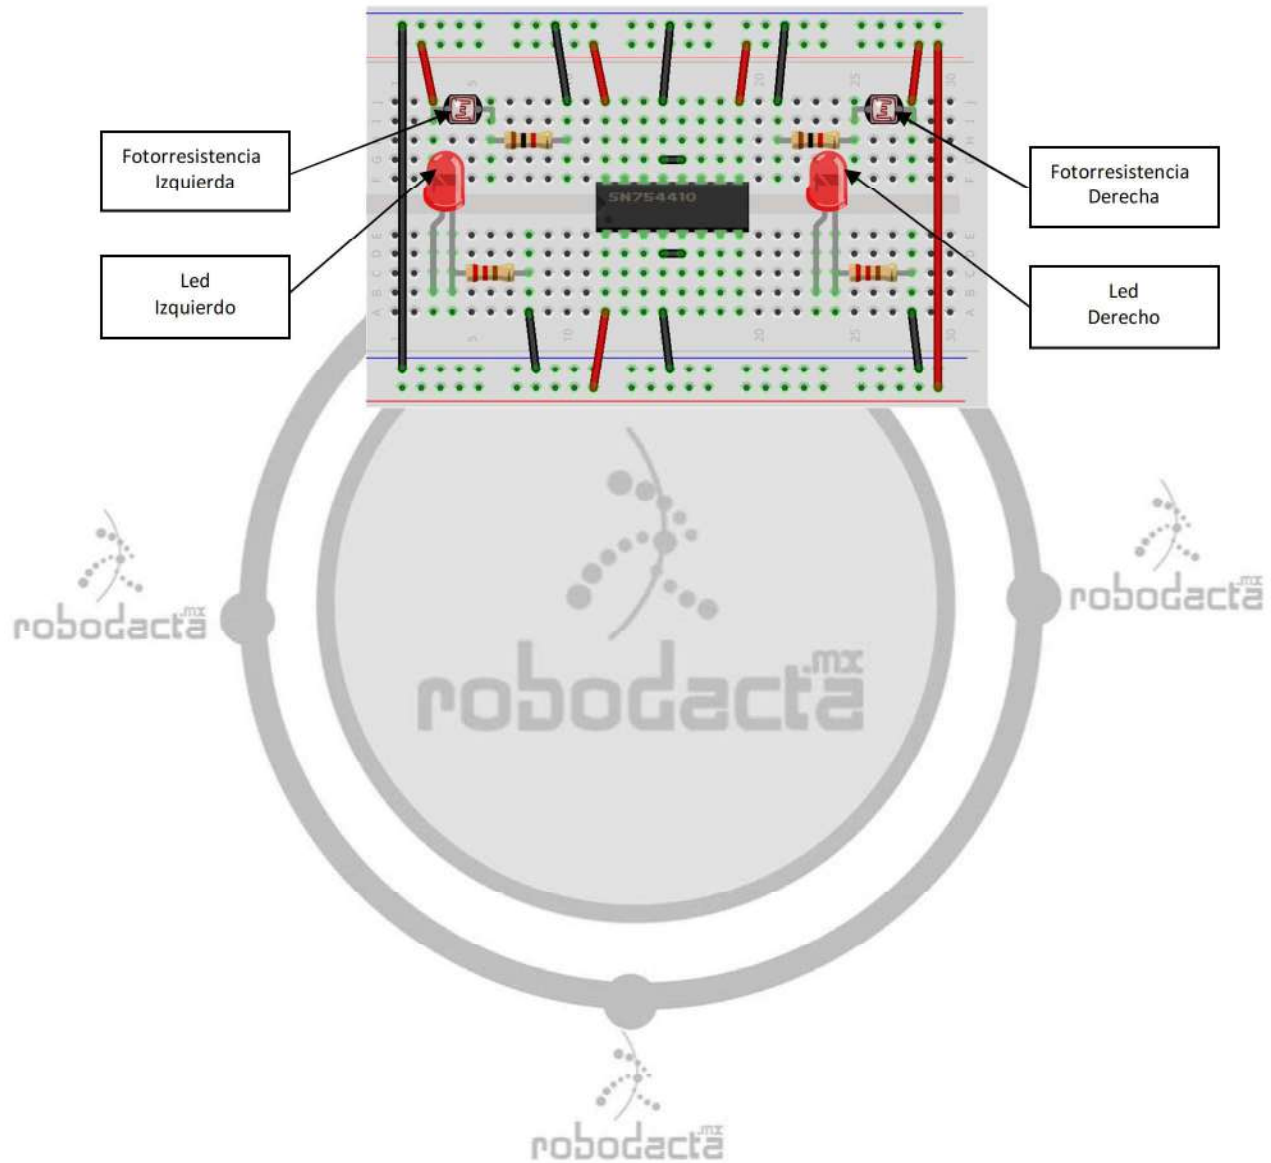 SN754410
Fotorresistencia
Izquierda
Led
Izquierdo
Fotorresistencia
Derecha
Led
Derecho
robodacta.mx
robodacta.mx
robodacta.mx
robodacta.mx